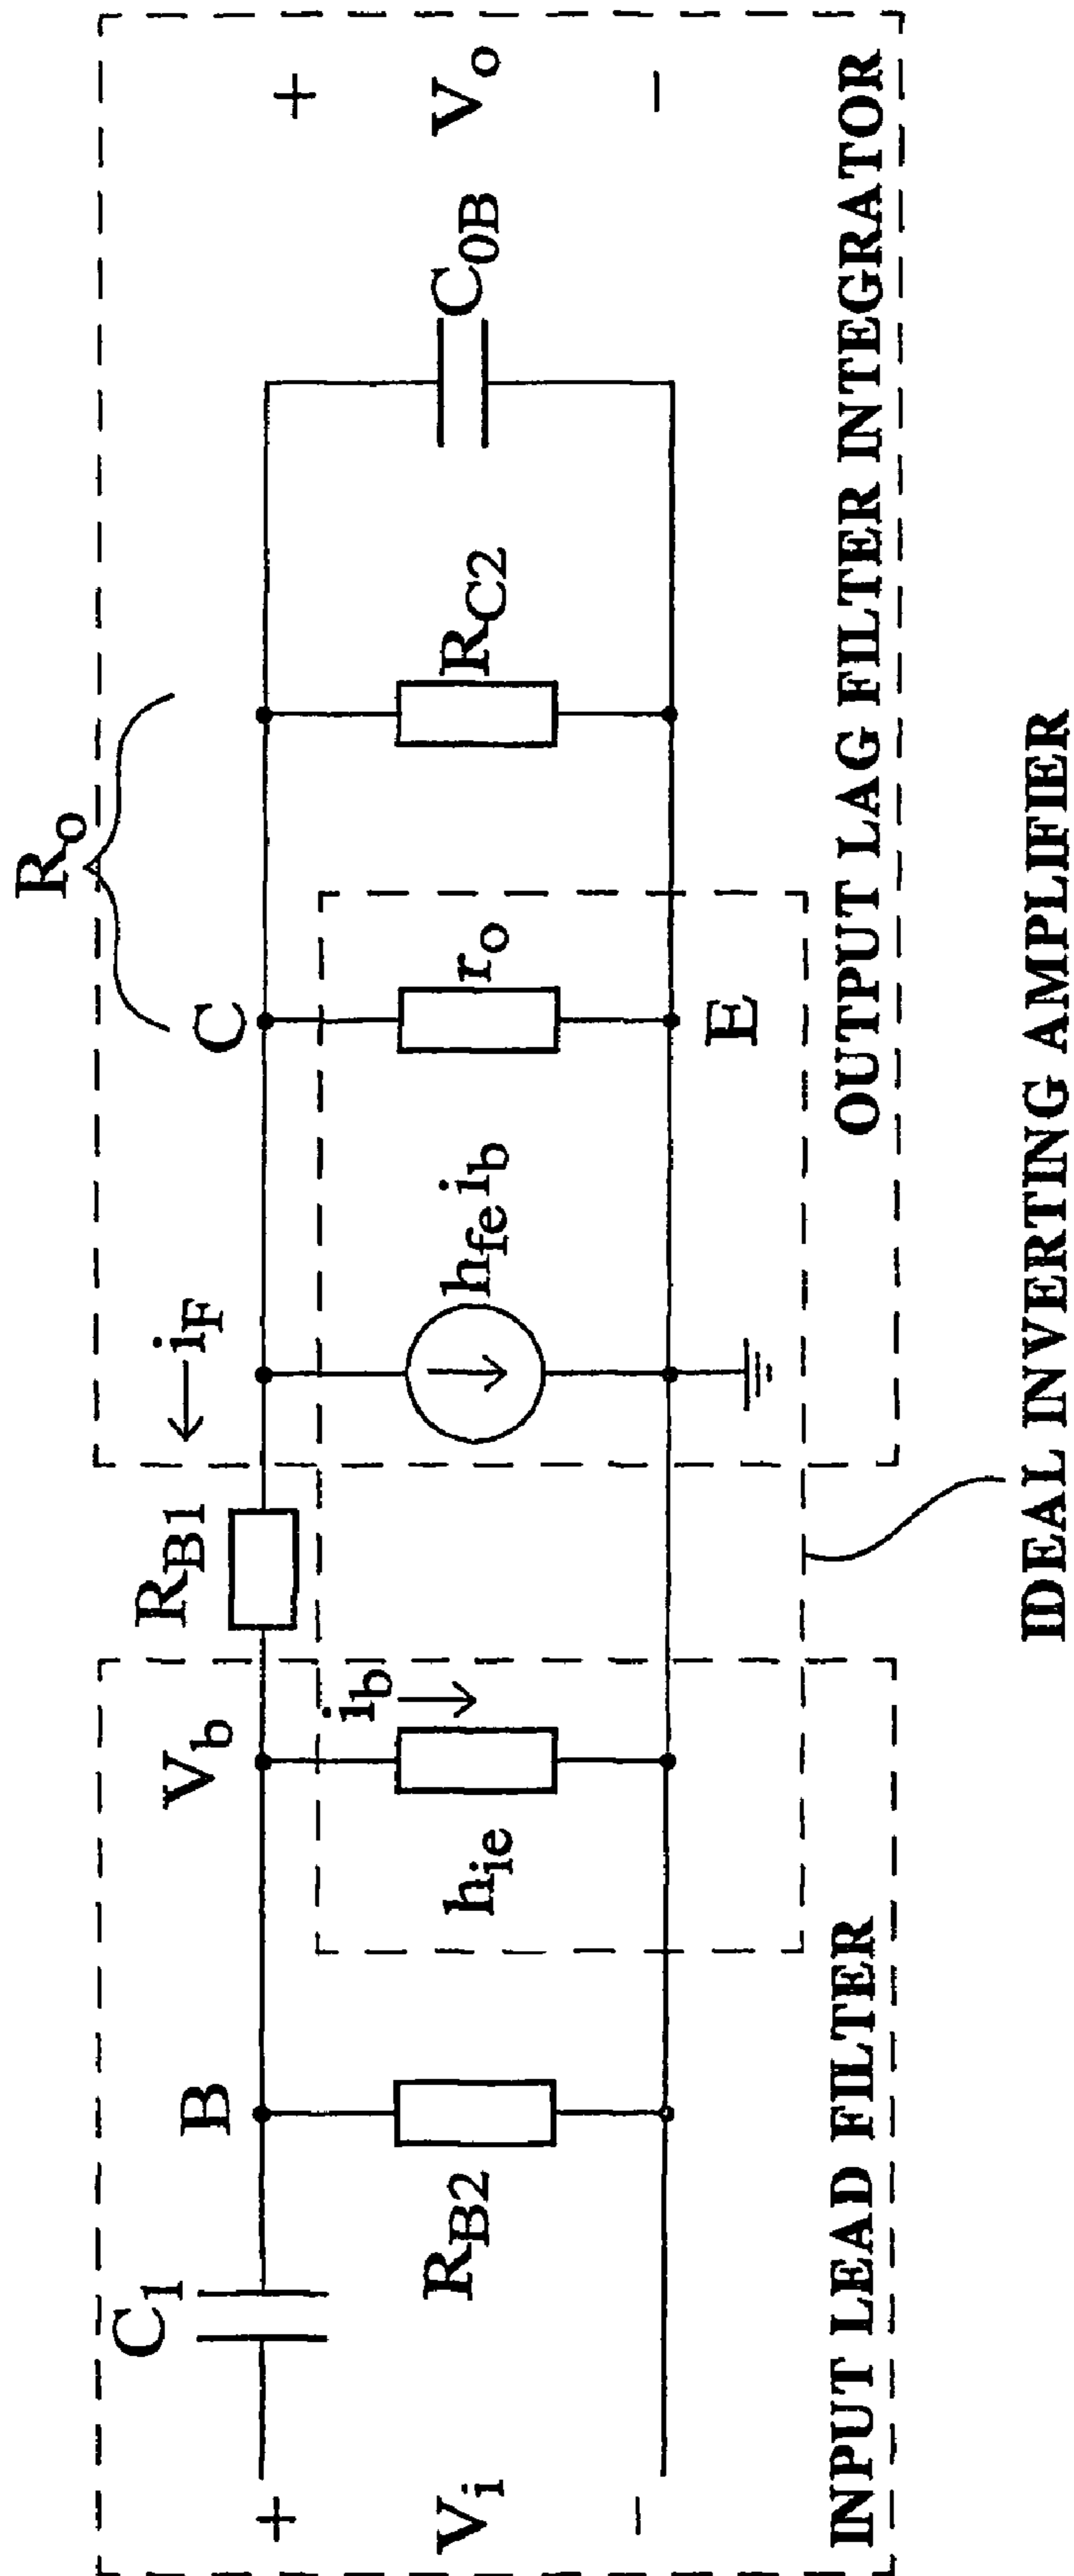 R₀
C
iF
RB1
Vb
B
C1
+
Vi
−
RB2
hie
ib
hfe ib
ro
E
RC2
C0B
+
Vo
−
INPUT LEAD FILTER
OUTPUT LAG FILTER INTEGRATOR
IDEAL INVERTING AMPLIFIER